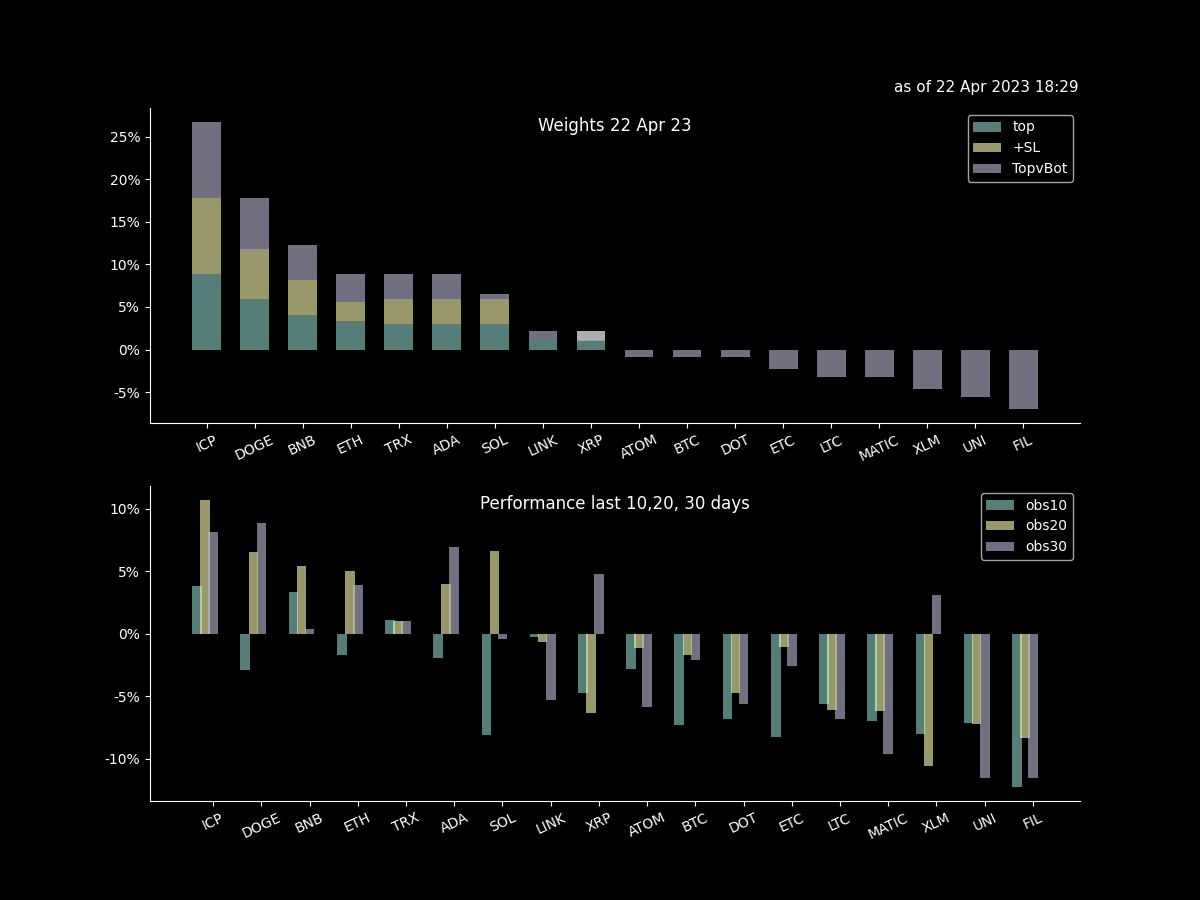 as of 22 Apr 2023 18:29
Weights 22 Apr 23
top
+SL
TopvBot
25%
20%
15%
10%
5%
0%
-5%
ICP DOGE BNB ETH TRX ADA SOL LINK XRP ATOM BTC DOT ETC LTC MATIC XLM UNI FIL
Performance last 10,20, 30 days
obs10
obs20
obs30
10%
5%
0%
-5%
-10%
ICP DOGE BNB ETH TRX ADA SOL LINK XRP ATOM BTC DOT ETC LTC MATIC XLM UNI FIL